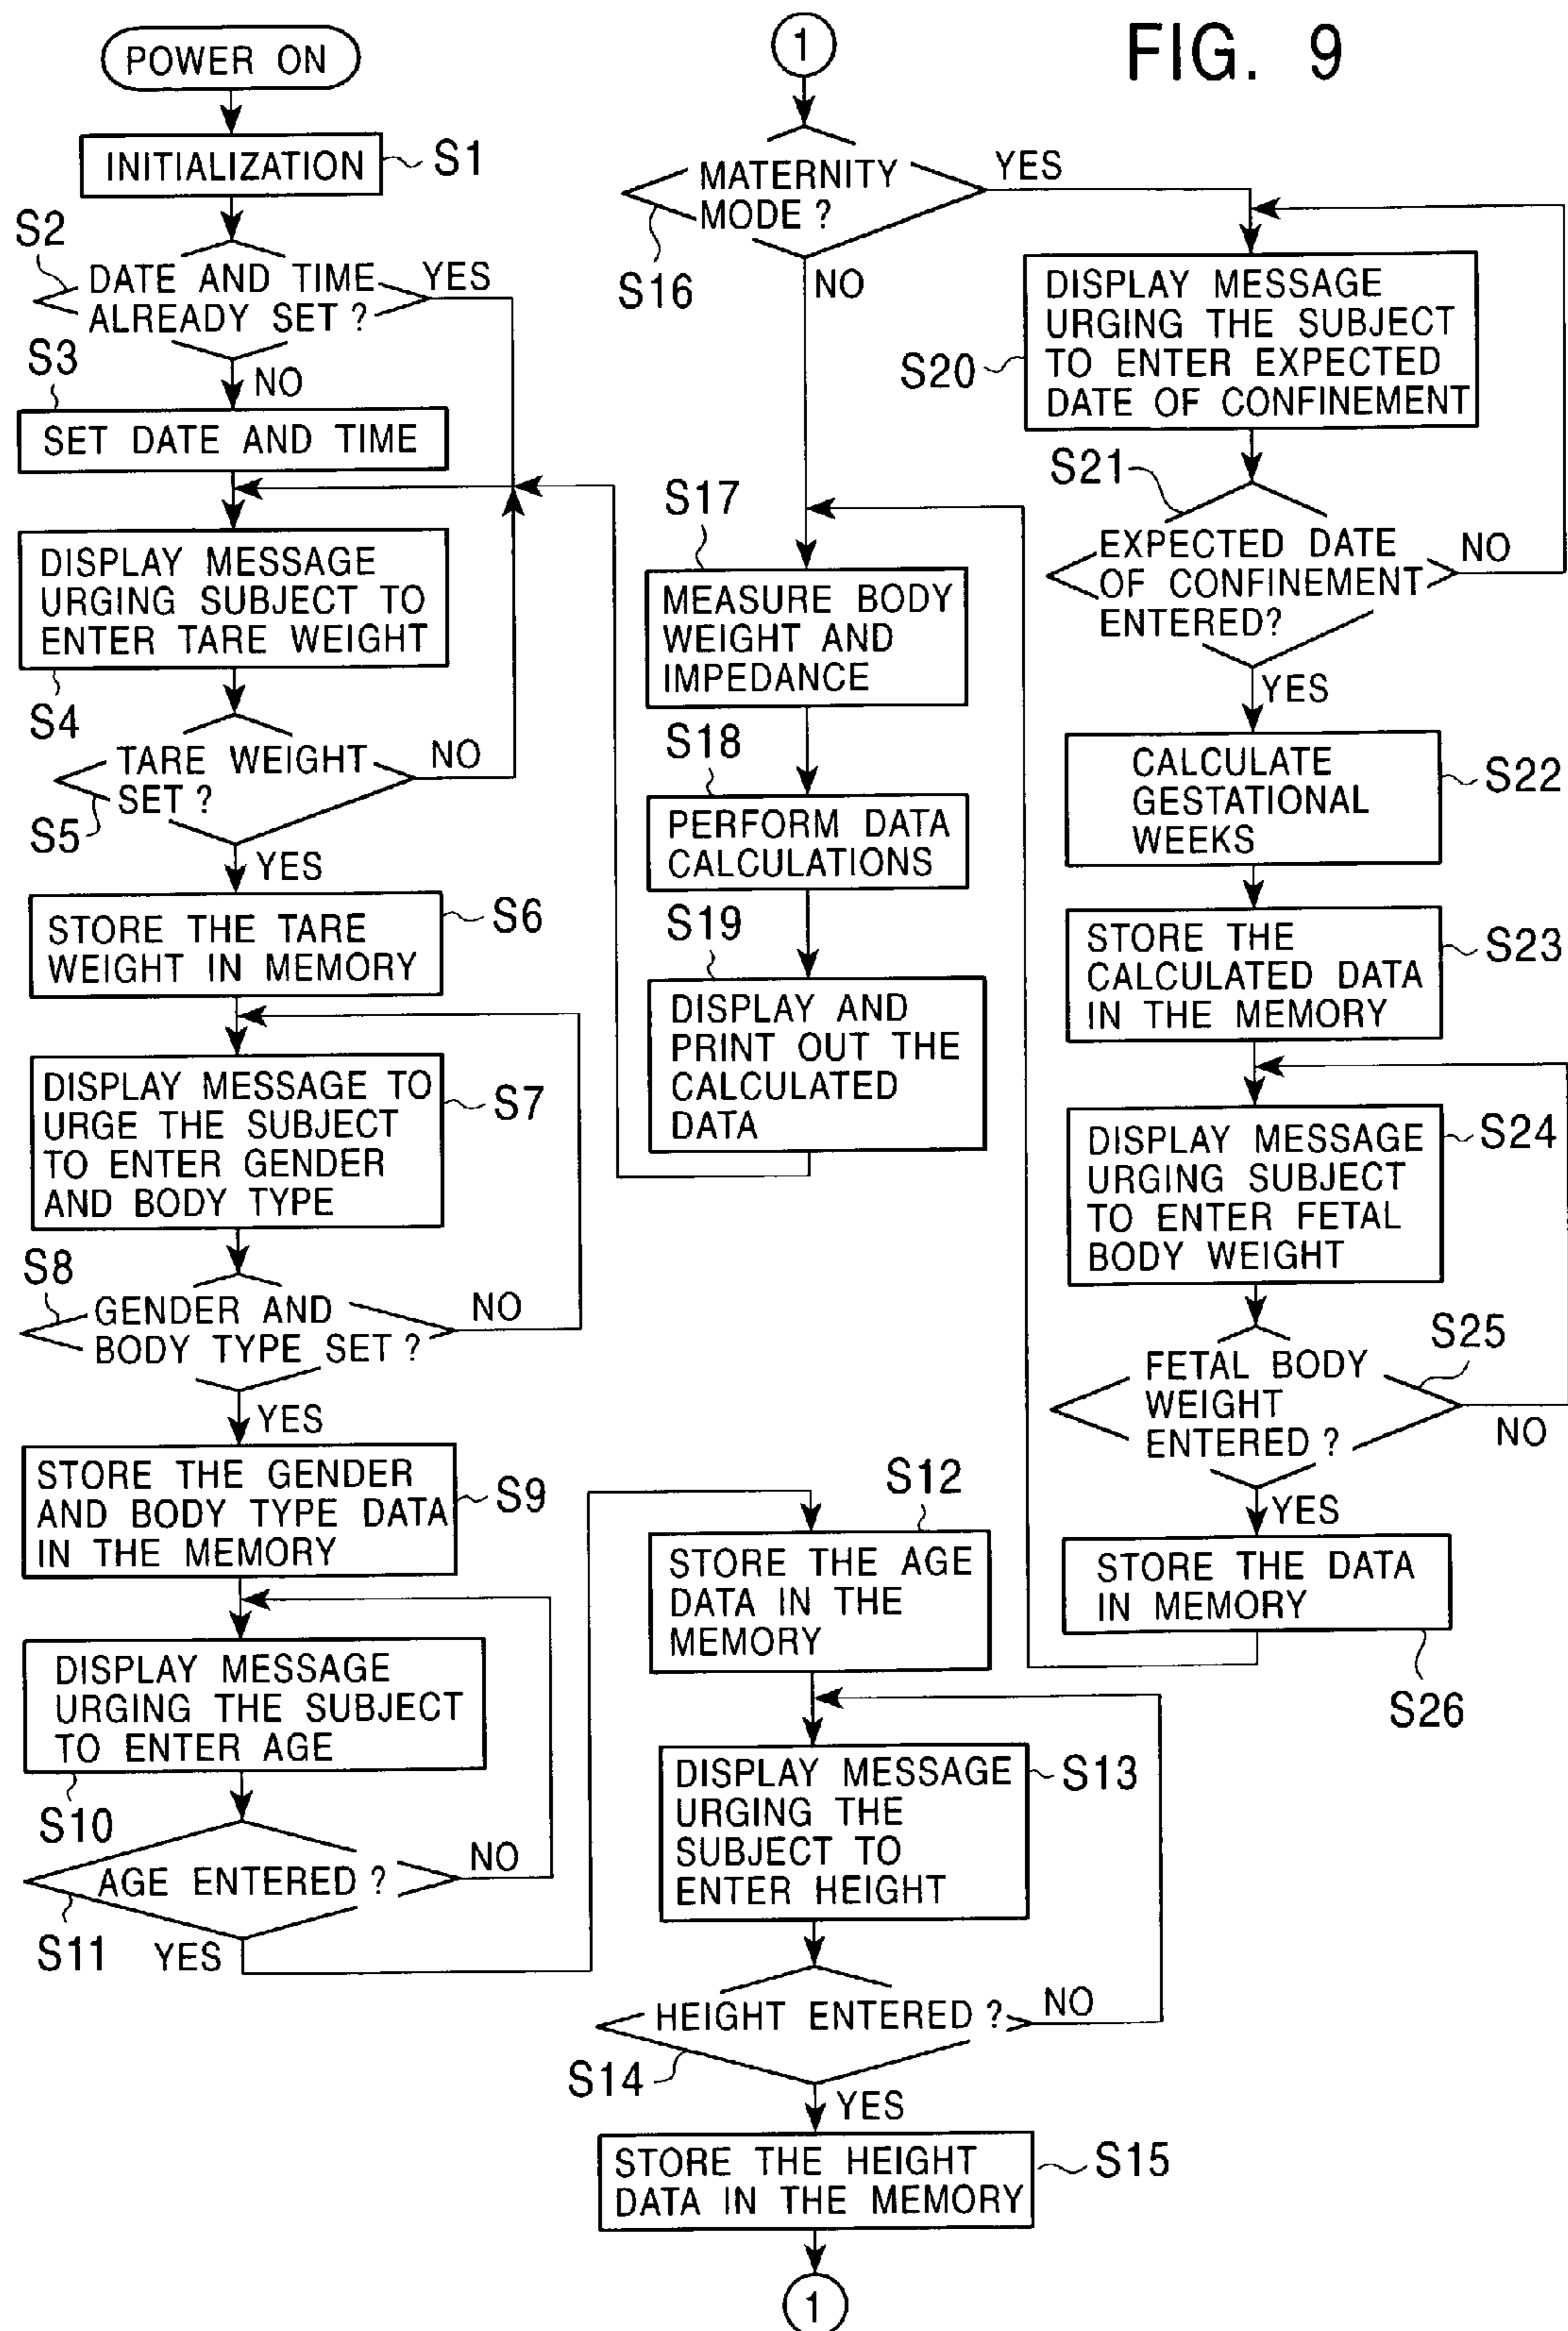 FIG. 9
POWER ON
INITIALIZATION
S1
S2
DATE AND TIME
ALREADY SET ?
YES
NO
S3
SET DATE AND TIME
DISPLAY MESSAGE
URGING SUBJECT TO
ENTER TARE WEIGHT
S4
TARE WEIGHT
SET ?
NO
S5
YES
STORE THE TARE
WEIGHT IN MEMORY
S6
DISPLAY MESSAGE TO
URGE THE SUBJECT
TO ENTER GENDER
AND BODY TYPE
S7
S8
GENDER AND
BODY TYPE SET ?
NO
YES
STORE THE GENDER
AND BODY TYPE DATA
IN THE MEMORY
S9
DISPLAY MESSAGE
URGING THE SUBJECT
TO ENTER AGE
S10
AGE ENTERED ?
NO
S11
YES
S12
STORE THE AGE
DATA IN THE
MEMORY
DISPLAY MESSAGE
URGING THE
SUBJECT TO
ENTER HEIGHT
S13
HEIGHT ENTERED ?
NO
S14
YES
STORE THE HEIGHT
DATA IN THE MEMORY
S15
1
1
MATERNITY
MODE ?
YES
S16
NO
S17
MEASURE BODY
WEIGHT AND
IMPEDANCE
S18
PERFORM DATA
CALCULATIONS
S19
DISPLAY AND
PRINT OUT THE
CALCULATED
DATA
DISPLAY MESSAGE
URGING THE SUBJECT
TO ENTER EXPECTED
DATE OF CONFINEMENT
S20
S21
EXPECTED DATE
OF CONFINEMENT
ENTERED?
NO
YES
CALCULATE
GESTATIONAL
WEEKS
S22
STORE THE
CALCULATED DATA
IN THE MEMORY
S23
DISPLAY MESSAGE
URGING SUBJECT
TO ENTER FETAL
BODY WEIGHT
S24
S25
FETAL BODY
WEIGHT
ENTERED ?
NO
YES
STORE THE DATA
IN MEMORY
S26